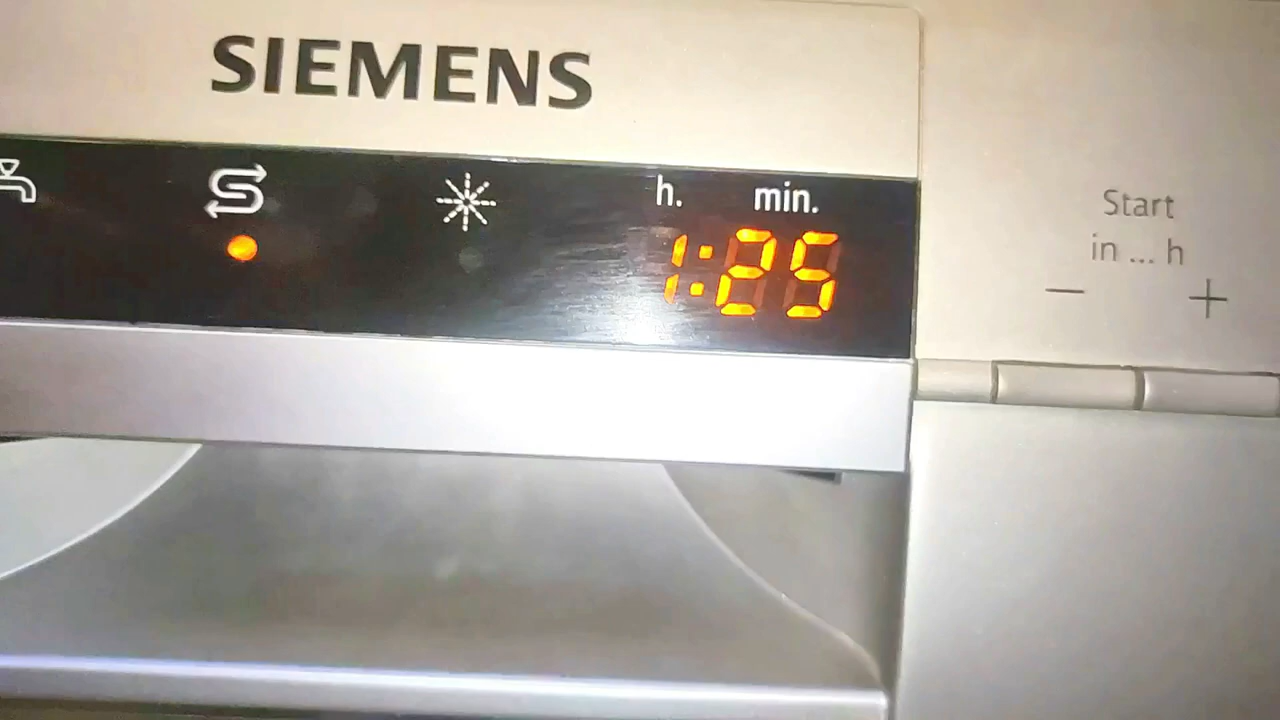 SIEMENS
h. min.
1:25
Start
in ... h
− +